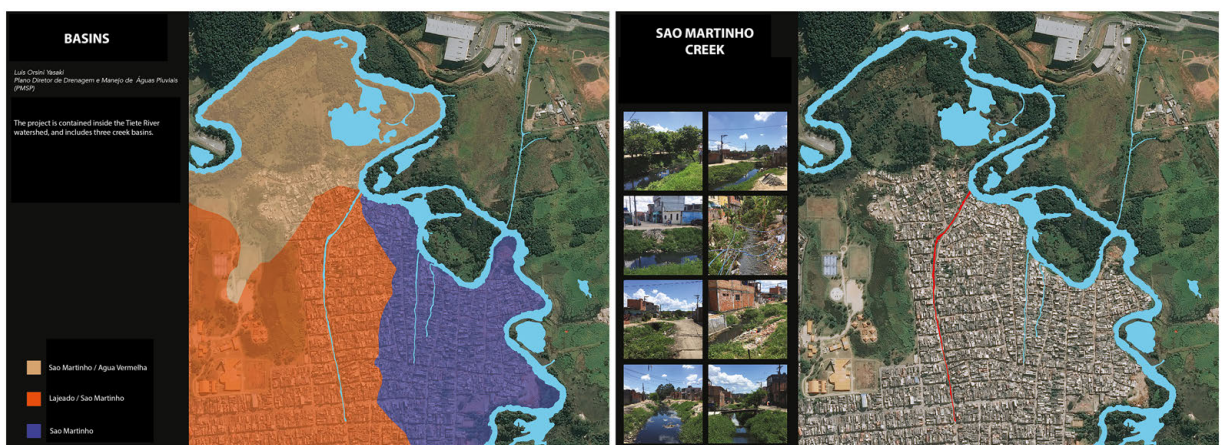 BASINS
Luis Orsini Yazaki
Plano Diretor de Drenagem e Manejo de Águas Pluviais
(PMSP)
The project is contained inside the Tiete River
watershed, and includes three creek basins.
Sao Martinho / Agua Vermelha
Lajeado / Sao Martinho
Sao Martinho
SAO MARTINHO
CREEK